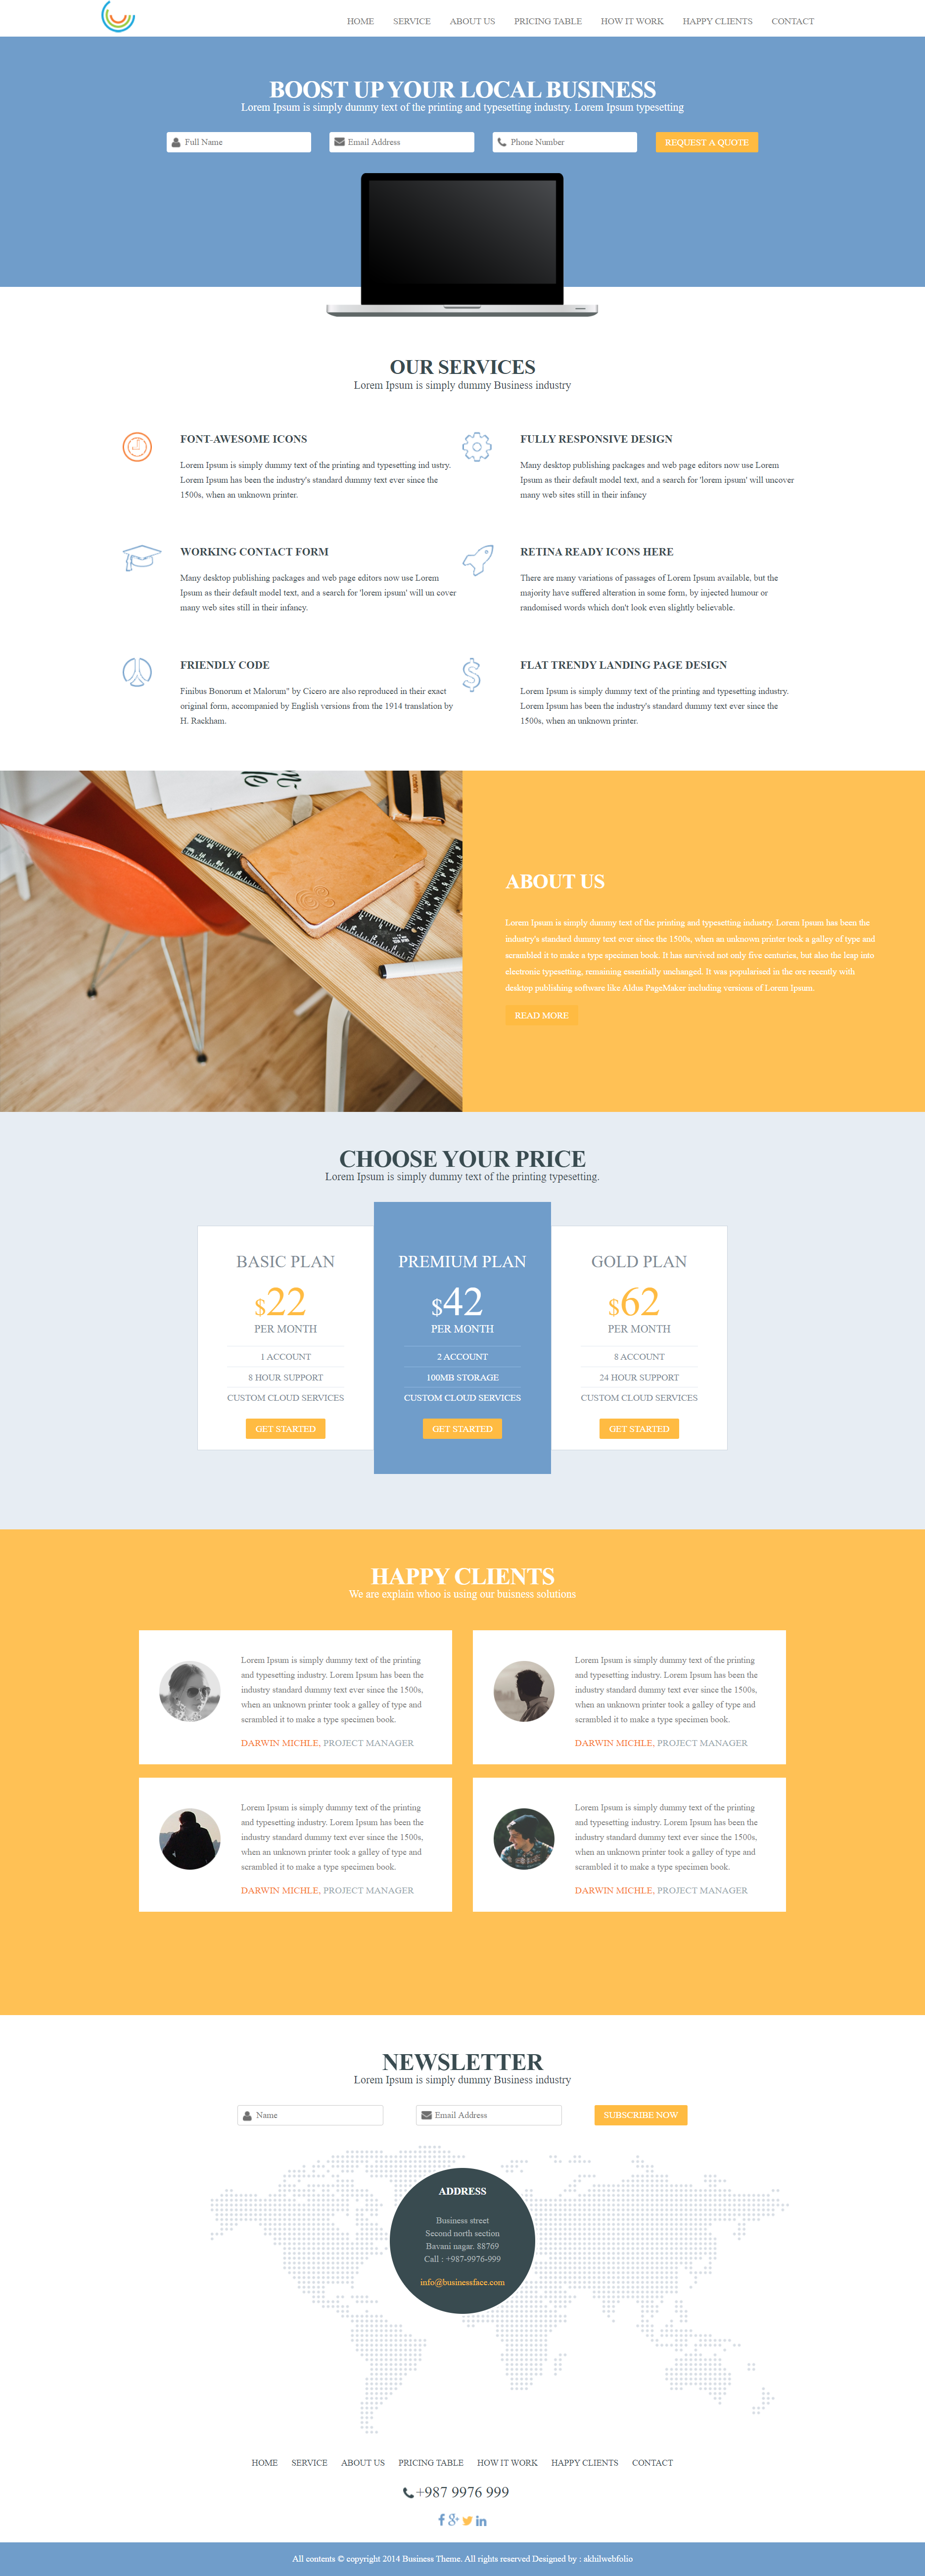 HOME SERVICE ABOUT US PRICING TABLE HOW IT WORK HAPPY CLIENTS CONTACT
BOOST UP YOUR LOCAL BUSINESS
Lorem Ipsum is simply dummy text of the printing and typesetting industry. Lorem Ipsum typesetting
Full Name
Email Address
Phone Number
REQUEST A QUOTE
OUR SERVICES
Lorem Ipsum is simply dummy Business industry
FONT-AWESOME ICONS
Lorem Ipsum is simply dummy text of the printing and typesetting ind ustry.
Lorem Ipsum has been the industry's standard dummy text ever since the
1500s, when an unknown printer.
FULLY RESPONSIVE DESIGN
Many desktop publishing packages and web page editors now use Lorem
Ipsum as their default model text, and a search for 'lorem ipsum' will uncover
many web sites still in their infancy
WORKING CONTACT FORM
Many desktop publishing packages and web page editors now use Lorem
Ipsum as their default model text, and a search for 'lorem ipsum' will un cover
many web sites still in their infancy.
RETINA READY ICONS HERE
There are many variations of passages of Lorem Ipsum available, but the
majority have suffered alteration in some form, by injected humour or
randomised words which don't look even slightly believable.
FRIENDLY CODE
Finibus Bonorum et Malorum" by Cicero are also reproduced in their exact
original form, accompanied by English versions from the 1914 translation by
H. Rackham.
FLAT TRENDY LANDING PAGE DESIGN
Lorem Ipsum is simply dummy text of the printing and typesetting industry.
Lorem Ipsum has been the industry's standard dummy text ever since the
1500s, when an unknown printer.
ABOUT US
Lorem Ipsum is simply dummy text of the printing and typesetting industry. Lorem Ipsum has been the
industry's standard dummy text ever since the 1500s, when an unknown printer took a galley of type and
scrambled it to make a type specimen book. It has survived not only five centuries, but also the leap into
electronic typesetting, remaining essentially unchanged. It was popularised in the ore recently with
desktop publishing software like Aldus PageMaker including versions of Lorem Ipsum.
READ MORE
CHOOSE YOUR PRICE
Lorem Ipsum is simply dummy text of the printing typesetting.
BASIC PLAN
$22
PER MONTH
1 ACCOUNT
8 HOUR SUPPORT
CUSTOM CLOUD SERVICES
GET STARTED
PREMIUM PLAN
$42
PER MONTH
2 ACCOUNT
100MB STORAGE
CUSTOM CLOUD SERVICES
GET STARTED
GOLD PLAN
$62
PER MONTH
8 ACCOUNT
24 HOUR SUPPORT
CUSTOM CLOUD SERVICES
GET STARTED
HAPPY CLIENTS
We are explain whoo is using our buisness solutions
Lorem Ipsum is simply dummy text of the printing
and typesetting industry. Lorem Ipsum has been the
industry standard dummy text ever since the 1500s,
when an unknown printer took a galley of type and
scrambled it to make a type specimen book.
DARWIN MICHLE, PROJECT MANAGER
Lorem Ipsum is simply dummy text of the printing
and typesetting industry. Lorem Ipsum has been the
industry standard dummy text ever since the 1500s,
when an unknown printer took a galley of type and
scrambled it to make a type specimen book.
DARWIN MICHLE, PROJECT MANAGER
Lorem Ipsum is simply dummy text of the printing
and typesetting industry. Lorem Ipsum has been the
industry standard dummy text ever since the 1500s,
when an unknown printer took a galley of type and
scrambled it to make a type specimen book.
DARWIN MICHLE, PROJECT MANAGER
Lorem Ipsum is simply dummy text of the printing
and typesetting industry. Lorem Ipsum has been the
industry standard dummy text ever since the 1500s,
when an unknown printer took a galley of type and
scrambled it to make a type specimen book.
DARWIN MICHLE, PROJECT MANAGER
NEWSLETTER
Lorem Ipsum is simply dummy Business industry
Name
Email Address
SUBSCRIBE NOW
ADDRESS
Business street
Second north section
Bavani nagar. 88769
Call : +987-9976-999
info@businessface.com
HOME SERVICE ABOUT US PRICING TABLE HOW IT WORK HAPPY CLIENTS CONTACT
+987 9976 999
All contents © copyright 2014 Business Theme. All rights reserved Designed by : akhilwebfolio